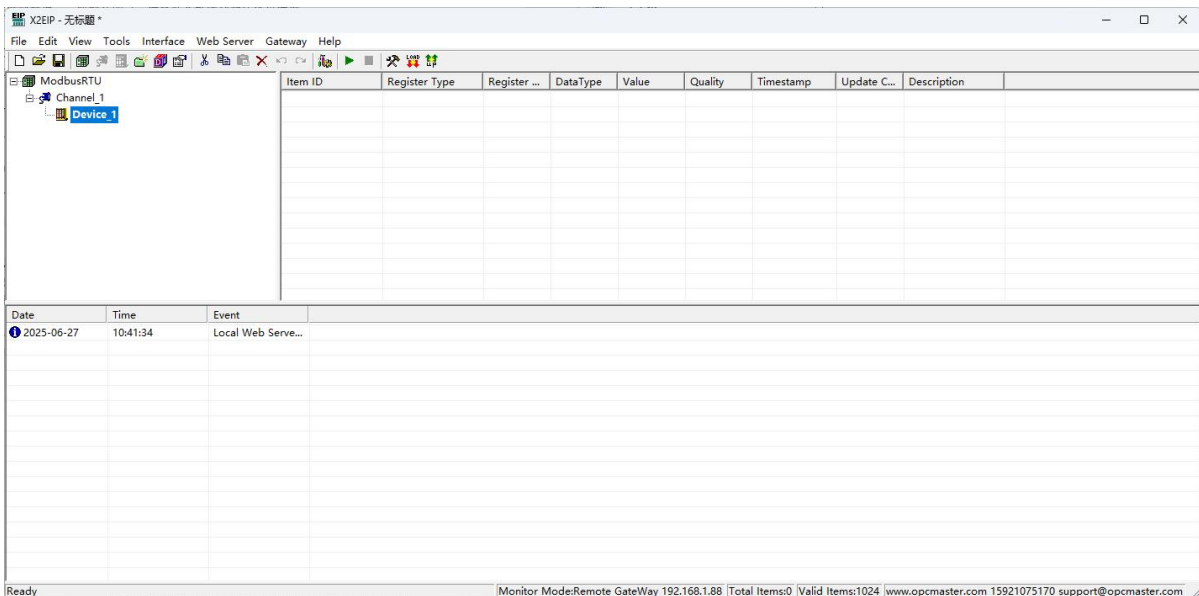 EIP X2EIP - 无标题 *
File Edit View Tools Interface Web Server Gateway Help
ModbusRTU
Channel_1
Device_1
Item ID Register Type Register ... DataType Value Quality Timestamp Update C... Description
Date Time Event
2025-06-27 10:41:34 Local Web Serve...
Ready Monitor Mode:Remote GateWay 192.168.1.88 Total Items:0 Valid Items:1024 www.opcmaster.com 15921075170 support@opcmaster.com